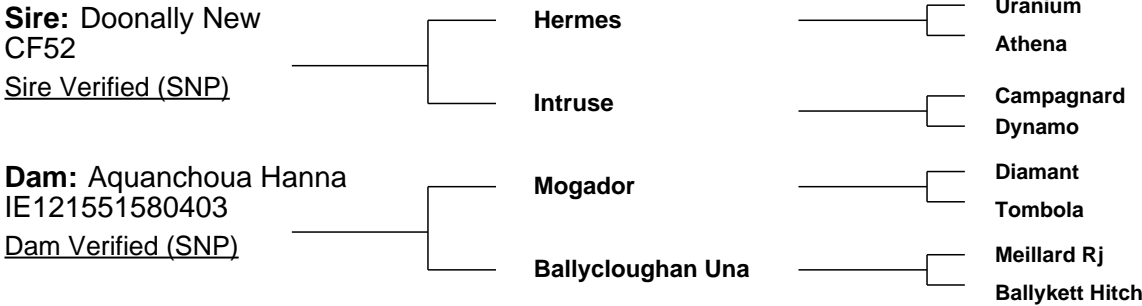 Sire: Doonally New
CF52
Sire Verified (SNP)
Hermes
Uranium
Athena
Intruse
Campagnard
Dynamo
Dam: Aquanchoua Hanna
IE121551580403
Dam Verified (SNP)
Mogador
Diamant
Tombola
Ballycloughan Una
Meillard Rj
Ballykett Hitch